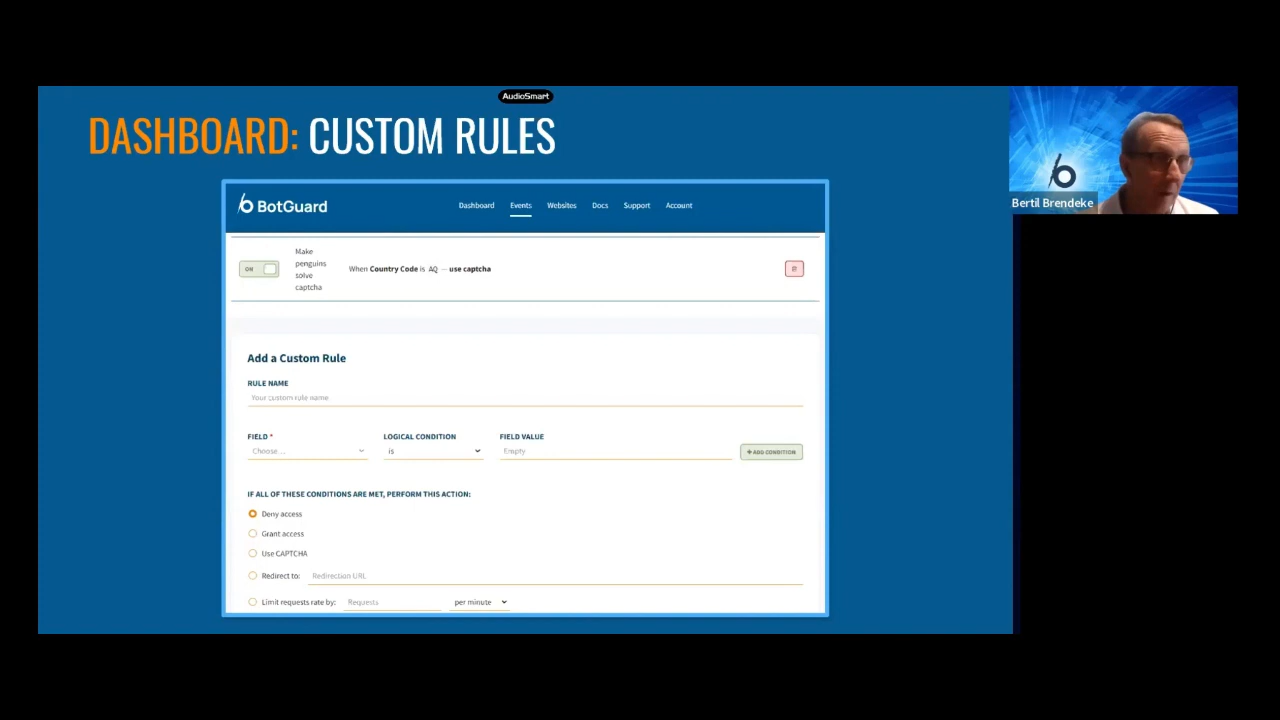 AudioSmart
DASHBOARD: CUSTOM RULES
Bertil Brendeke
BotGuard
Dashboard Events Websites Docs Support Account
ON
Make
penguins
solve
captcha
When Country Code is AQ — use captcha
Add a Custom Rule
RULE NAME
Your custom rule name
FIELD * LOGICAL CONDITION FIELD VALUE
Choose... is Empty
+ ADD CONDITION
IF ALL OF THESE CONDITIONS ARE MET, PERFORM THIS ACTION:
Deny access
Grant access
Use CAPTCHA
Redirect to: Redirection URL
Limit requests rate by: Requests per minute